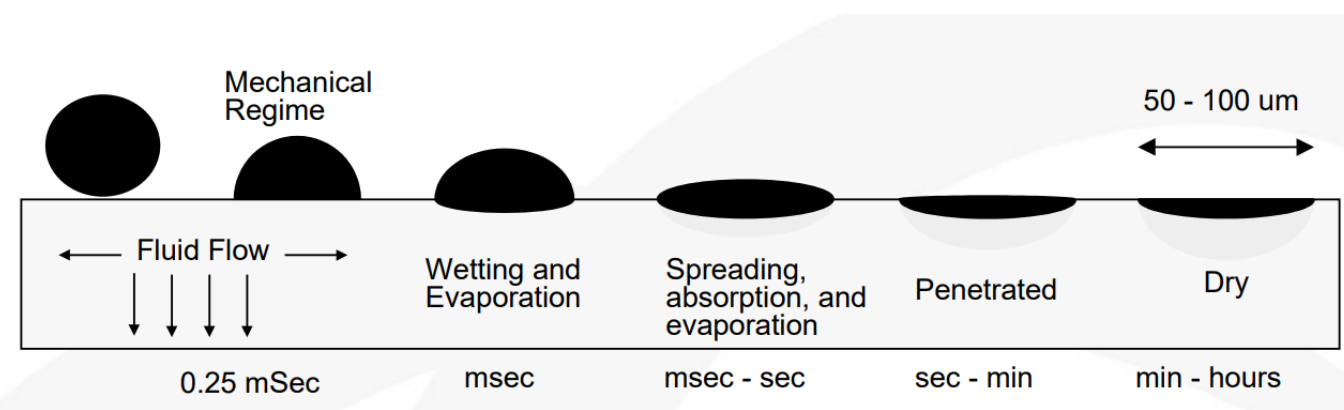 Mechanical
Regime
50 - 100 um
Fluid Flow
Wetting and
Evaporation
Spreading,
absorption, and
evaporation
Penetrated
Dry
0.25 mSec
msec
msec - sec
sec - min
min - hours